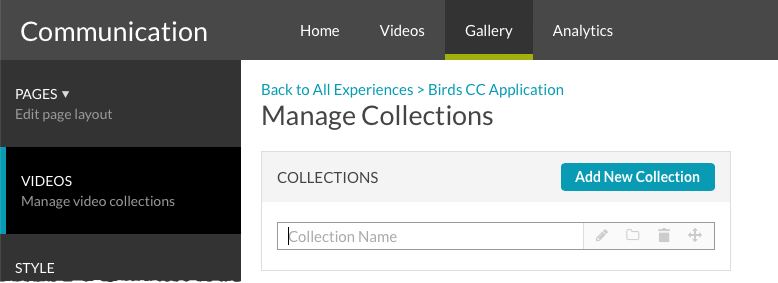 Communication
Home Videos Gallery Analytics
PAGES ▾
Edit page layout
VIDEOS
Manage video collections
STYLE
Back to All Experiences > Birds CC Application
Manage Collections
COLLECTIONS
Add New Collection
Collection Name